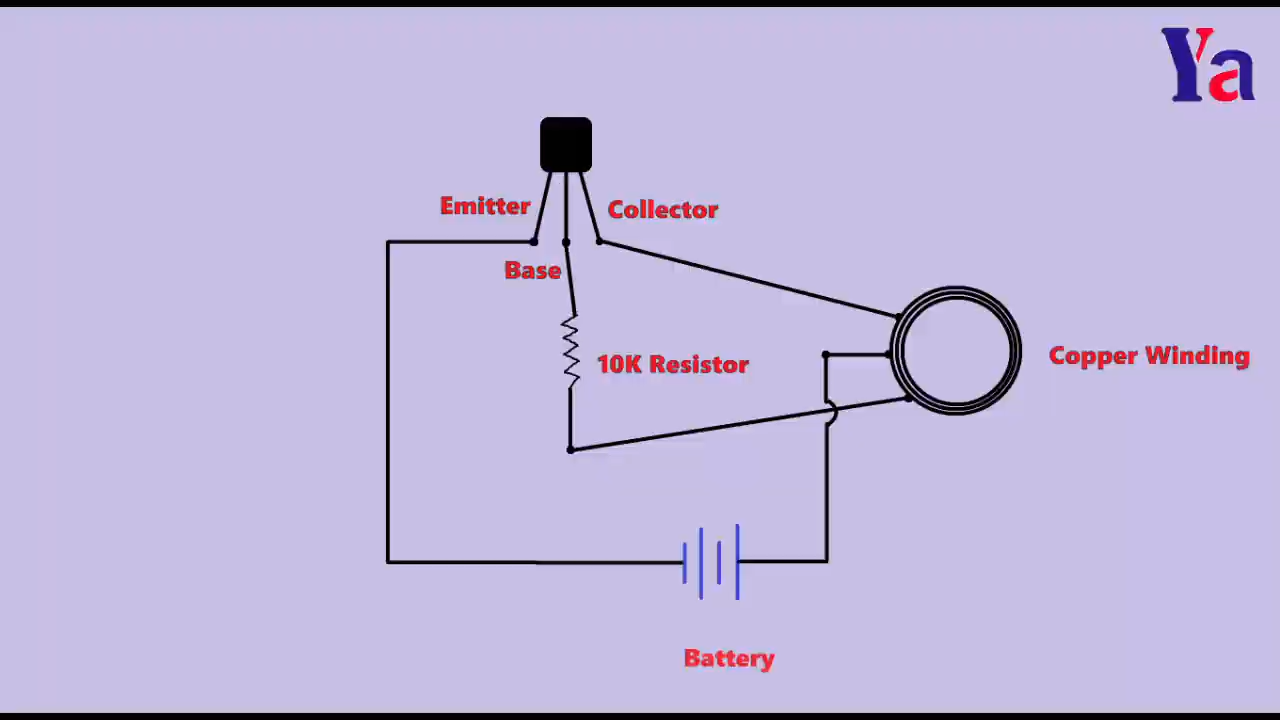 Ya
Emitter
Collector
Base
10K Resistor
Copper Winding
Battery